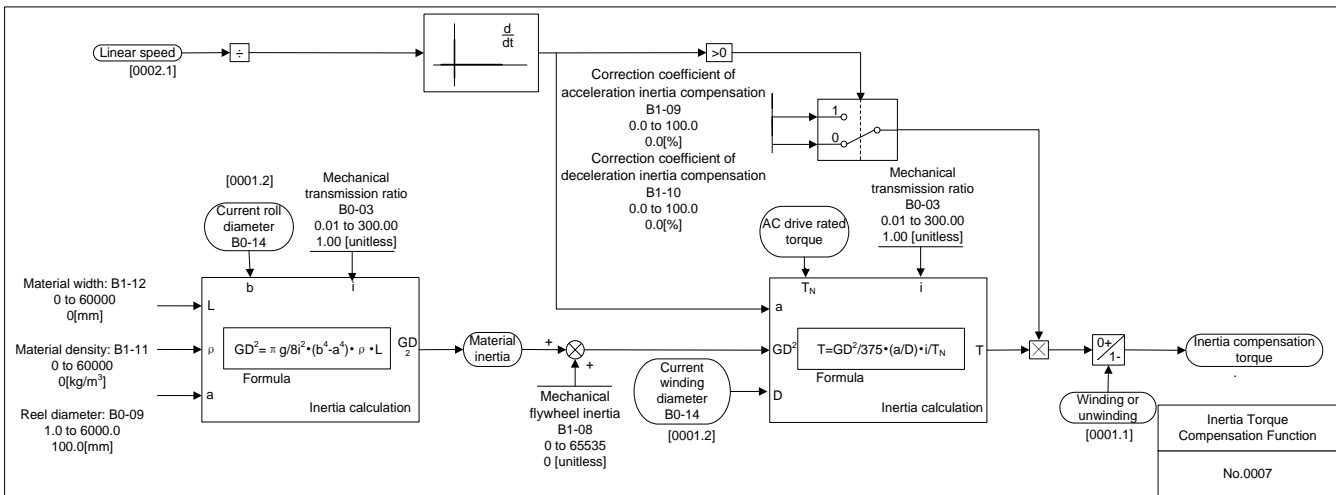 Linear speed
[0002.1]
÷
d
dt
>0
Correction coefficient of
acceleration inertia compensation
B1-09
0.0 to 100.0
0.0[%]
Correction coefficient of
deceleration inertia compensation
B1-10
0.0 to 100.0
0.0[%]
1
0
[0001.2]
Current roll
diameter
B0-14
Mechanical
transmission ratio
B0-03
0.01 to 300.00
1.00 [unitless]
AC drive rated
torque
Mechanical
transmission ratio
B0-03
0.01 to 300.00
1.00 [unitless]
Material width: B1-12
0 to 60000
0[mm]
Material density: B1-11
0 to 60000
0[kg/m³]
Reel diameter: B0-09
1.0 to 6000.0
100.0[mm]
b
i
L
ρ
a
GD²=πg/8i²•(b⁴-a⁴)•ρ•L
Formula
GD
2
Inertia calculation
Material
inertia
+
+
Mechanical
flywheel inertia
B1-08
0 to 65535
0 [unitless]
Current
winding
diameter
B0-14
[0001.2]
T_N
i
a
GD²
D
T=GD²/375•(a/D)•i/T_N
Formula
T
Inertia calculation
0+
1-
Winding or
unwinding
[0001.1]
Inertia compensation
torque
.
Inertia Torque
Compensation Function
No.0007